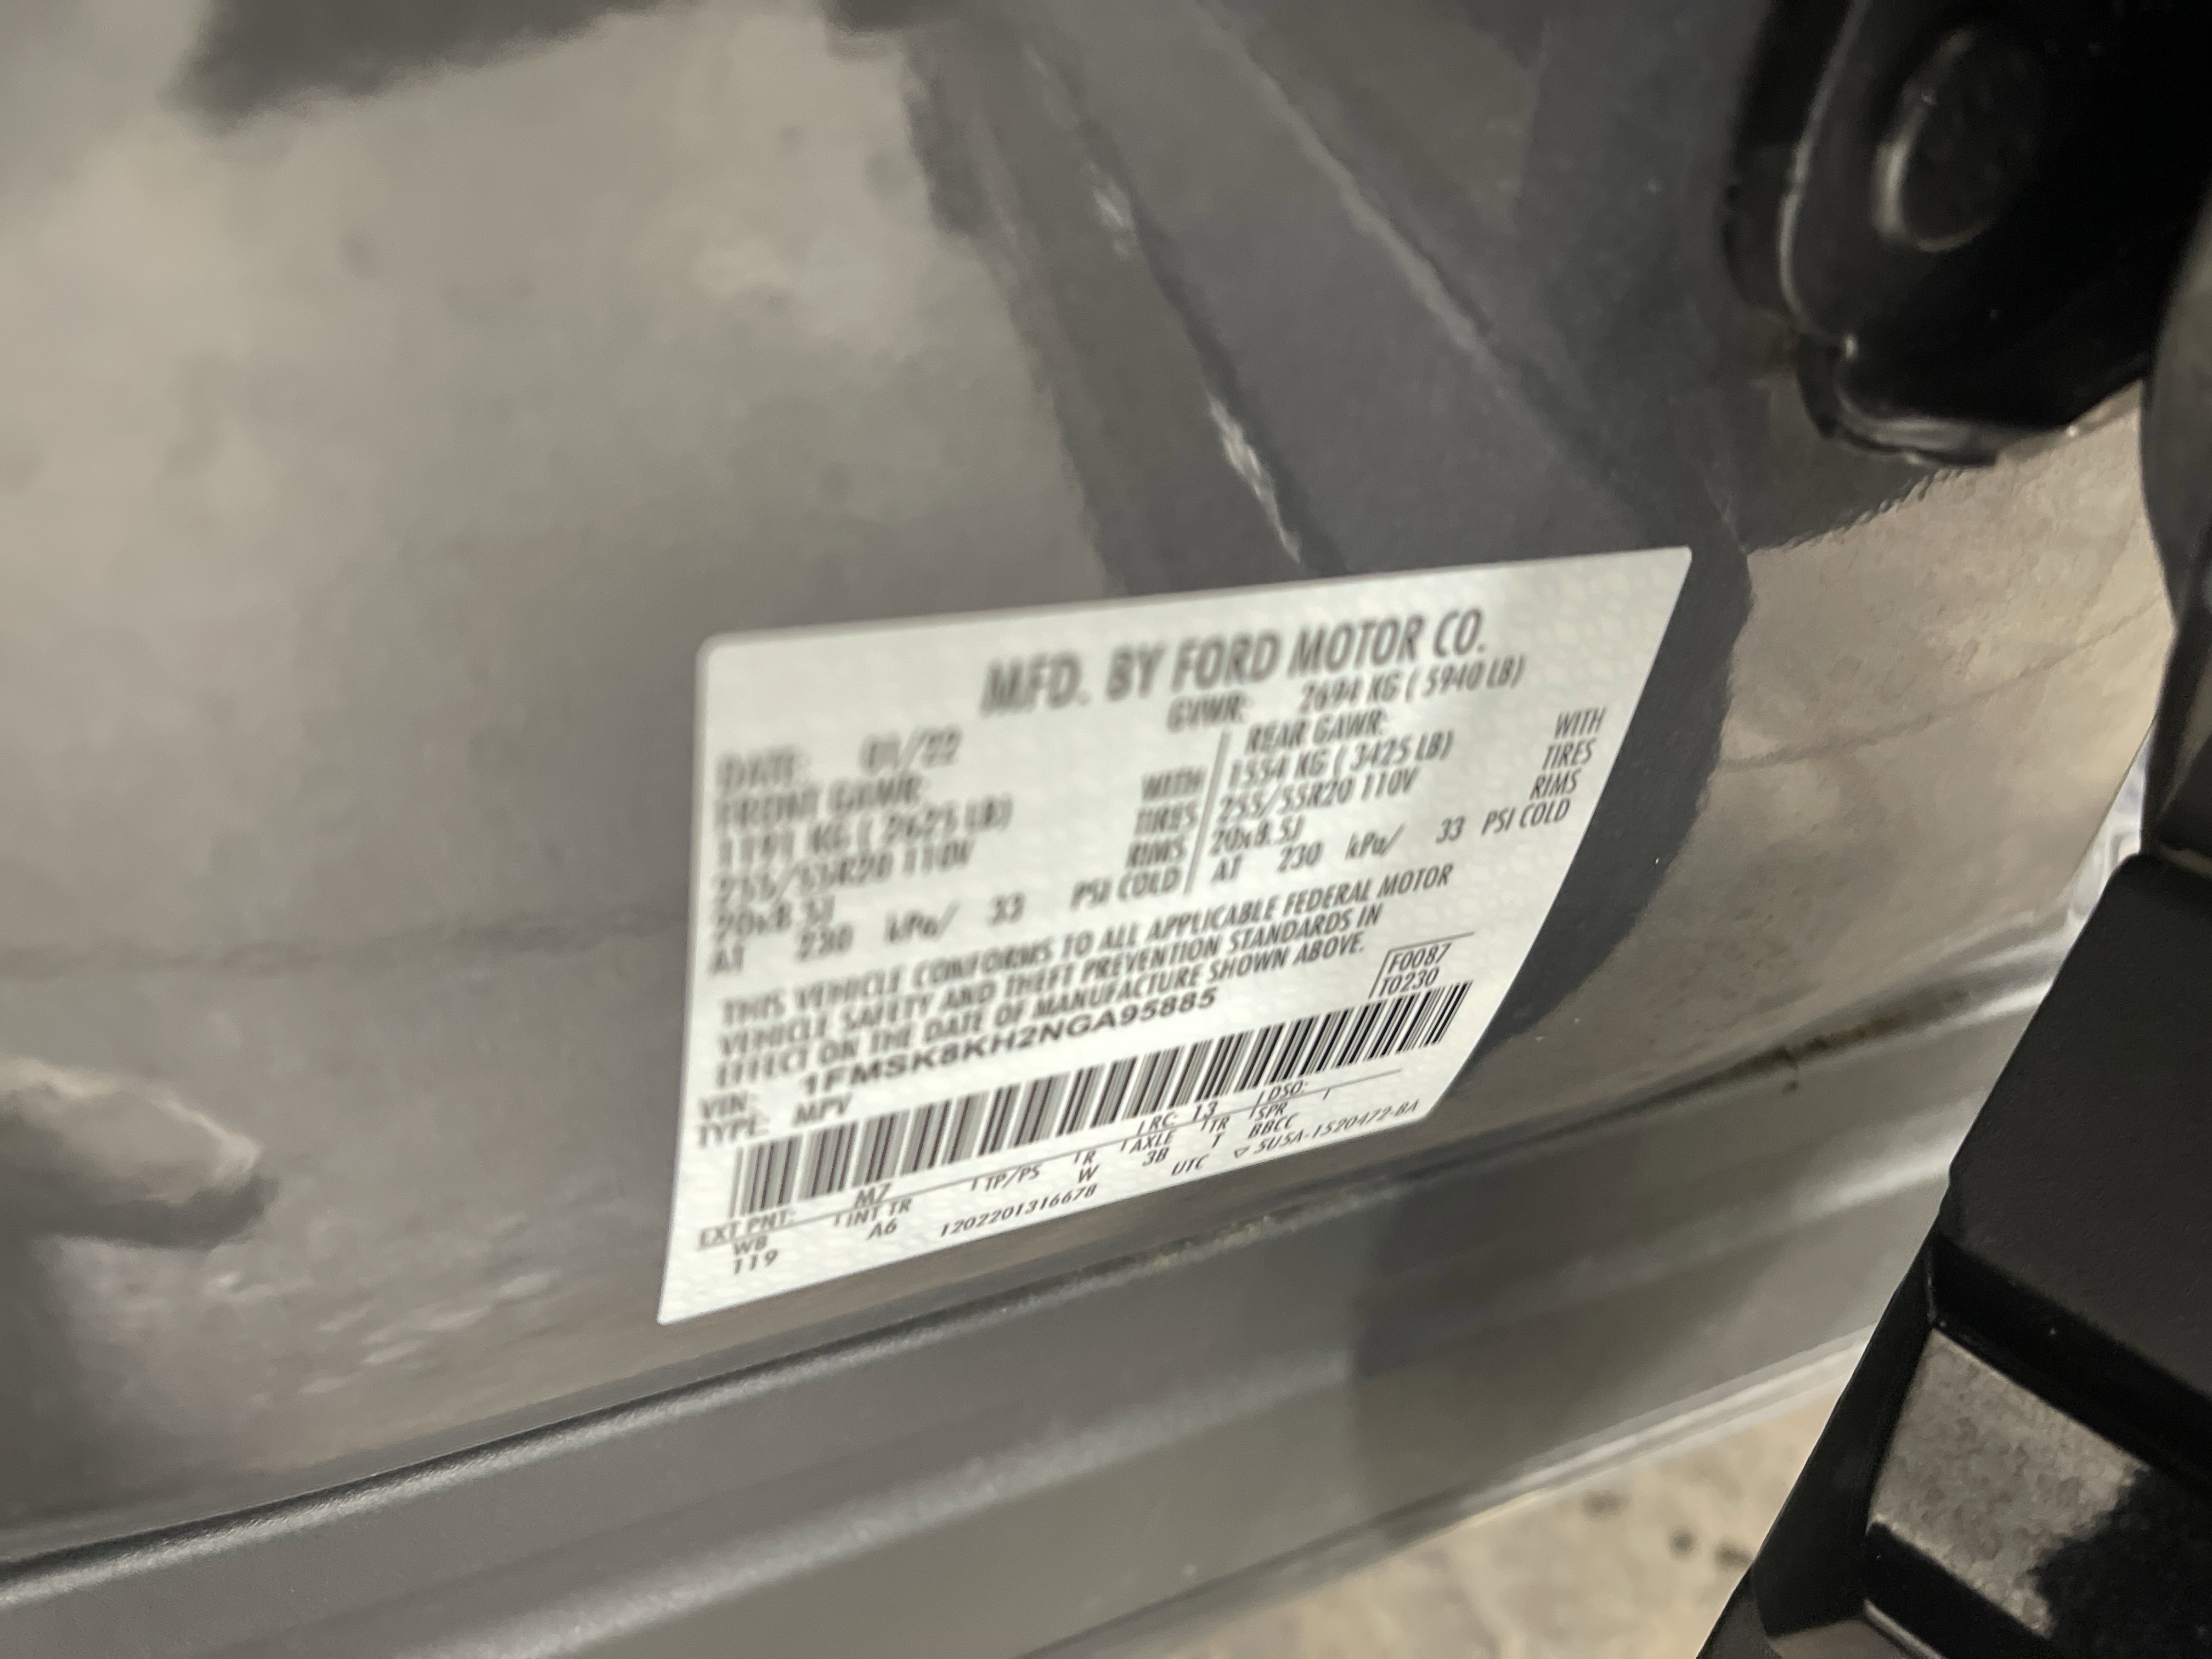 MFD. BY FORD MOTOR CO.
DATE: 01/22 GVWR: 2694 KG ( 5940 LB)
FRONT GAWR: REAR GAWR:
1191 KG ( 2625 LB) WITH 1554 KG ( 3425 LB) WITH
255/55R20 110V TIRES 255/55R20 110V TIRES
20x8.5J RIMS 20x8.5J RIMS
AT 230 kPa/ 33 PSI COLD AT 230 kPa/ 33 PSI COLD
THIS VEHICLE CONFORMS TO ALL APPLICABLE FEDERAL MOTOR
VEHICLE SAFETY AND THEFT PREVENTION STANDARDS IN
EFFECT ON THE DATE OF MANUFACTURE SHOWN ABOVE.
VIN: 1FMSK8KH2NGA95885 F0087
TYPE: MPV T0230
EXT PNT: M7 RC: 13 DSO:
WB INT TR TP/PS R AXLE TR SPR
119 A6 W 3B T BBCC
1202201316678 UTC ▽ 5U5A-1520472-BA